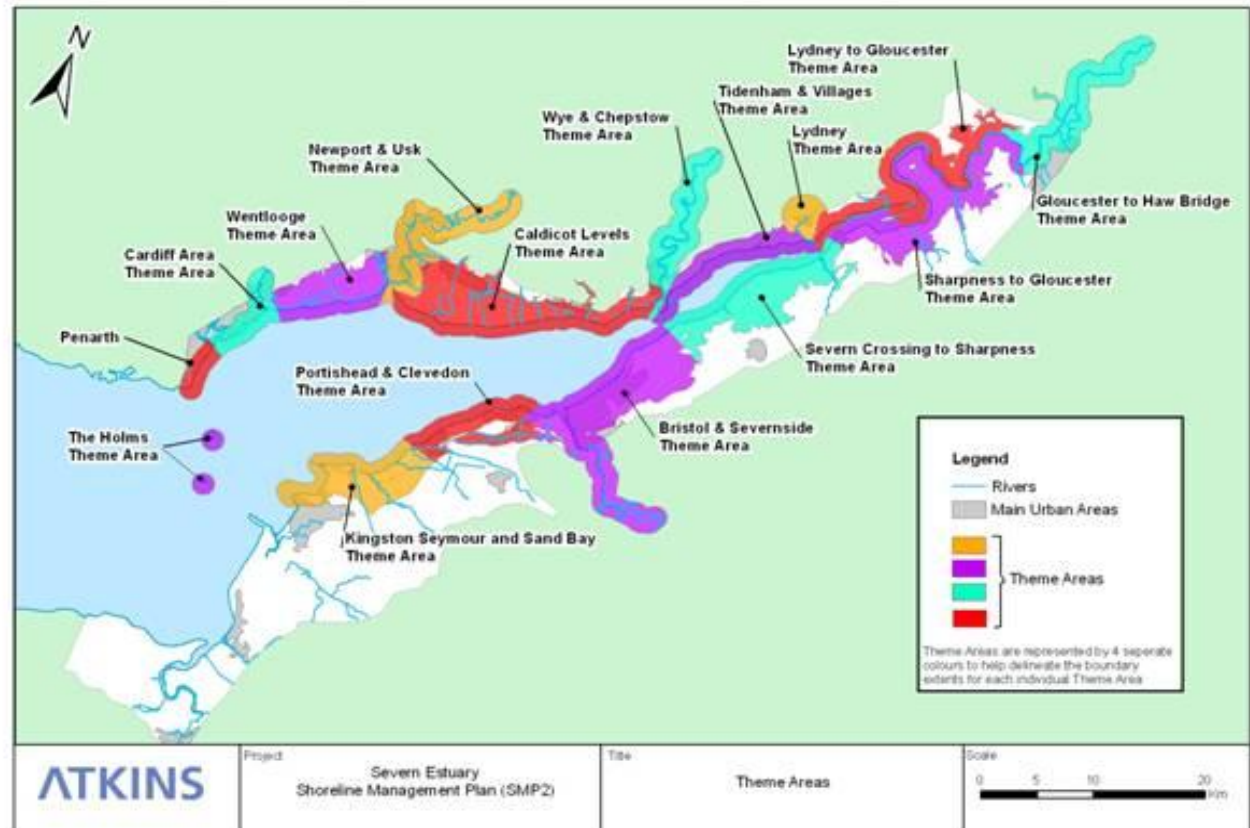 N
Lydney to Gloucester
Theme Area
Tidenham & Villages
Theme Area
Wye & Chepstow
Theme Area
Lydney
Theme Area
Newport & Usk
Theme Area
Wentlooge
Theme Area
Caldicot Levels
Theme Area
Gloucester to Haw Bridge
Theme Area
Cardiff Area
Theme Area
Sharpness to Gloucester
Theme Area
Penarth
Severn Crossing to Sharpness
Theme Area
Portishead & Clevedon
Theme Area
Bristol & Severnside
Theme Area
The Holms
Theme Area
Kingston Seymour and Sand Bay
Theme Area
Legend
Rivers
Main Urban Areas
Theme Areas
Theme Areas are represented by 4 seperate
colours to help delineate the boundary
extents for each individual Theme Area
ATKINS
Project
Severn Estuary
Shoreline Management Plan (SMP2)
Title
Theme Areas
Scale
0 5 10 20
Km